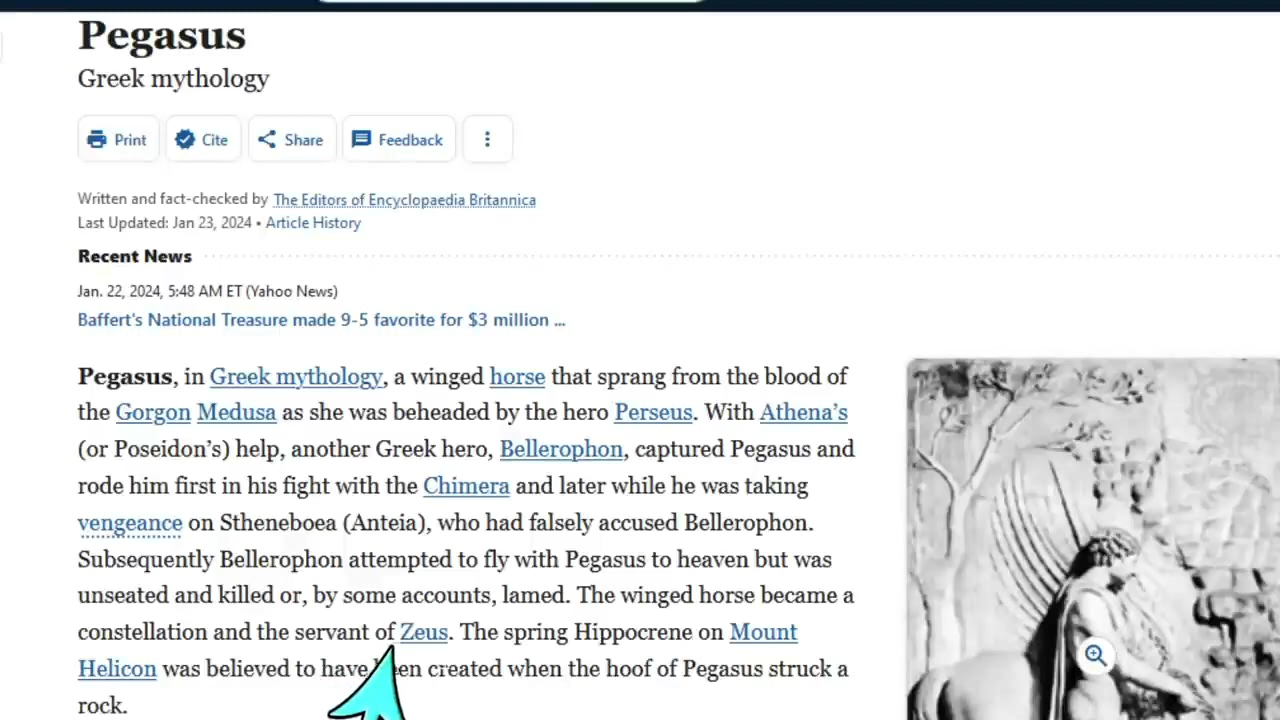 Pegasus
Greek mythology
Print Cite Share Feedback
Written and fact-checked by The Editors of Encyclopaedia Britannica
Last Updated: Jan 23, 2024 • Article History
Recent News
Jan. 22, 2024, 5:48 AM ET (Yahoo News)
Baffert's National Treasure made 9-5 favorite for $3 million ...
Pegasus, in Greek mythology, a winged horse that sprang from the blood of
the Gorgon Medusa as she was beheaded by the hero Perseus. With Athena’s
(or Poseidon’s) help, another Greek hero, Bellerophon, captured Pegasus and
rode him first in his fight with the Chimera and later while he was taking
vengeance on Stheneboea (Anteia), who had falsely accused Bellerophon.
Subsequently Bellerophon attempted to fly with Pegasus to heaven but was
unseated and killed or, by some accounts, lamed. The winged horse became a
constellation and the servant of Zeus. The spring Hippocrene on Mount
Helicon was believed to have been created when the hoof of Pegasus struck a
rock.